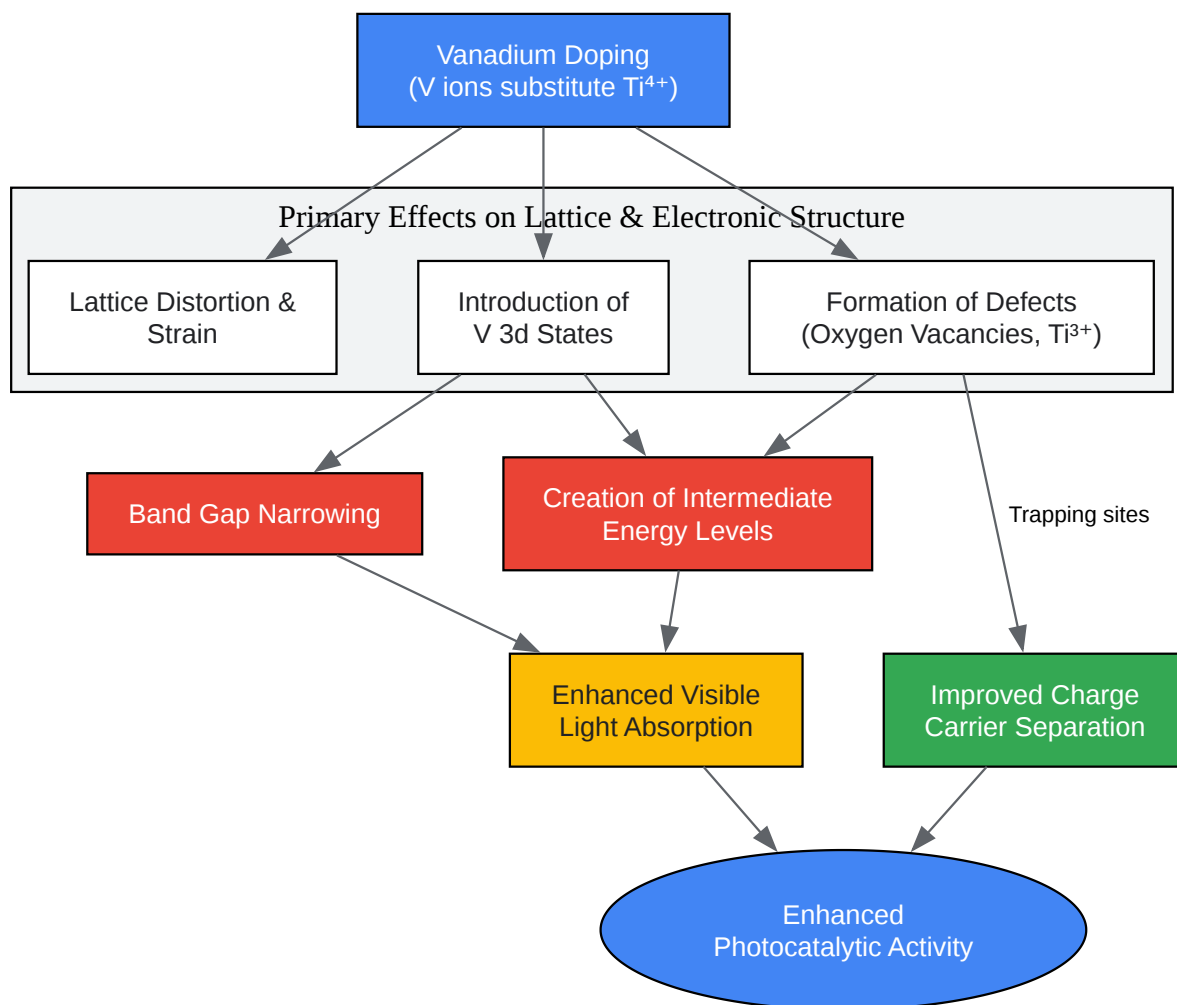 Vanadium Doping
(V ions substitute Ti⁴⁺)
Primary Effects on Lattice & Electronic Structure
Lattice Distortion &
Strain
Introduction of
V 3d States
Formation of Defects
(Oxygen Vacancies, Ti³⁺)
Band Gap Narrowing
Creation of Intermediate
Energy Levels
Trapping sites
Enhanced Visible
Light Absorption
Improved Charge
Carrier Separation
Enhanced
Photocatalytic Activity